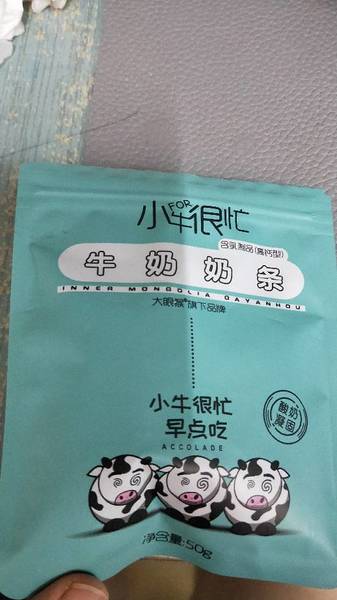 FOR
小牛很忙
含乳制品(高钙型)
牛奶奶条
INNER MONGOLIA DAYANHOU
大眼猴®旗下品牌
小牛很忙
早点吃
ACCOLADE
酸奶
凝固
净含量:50g